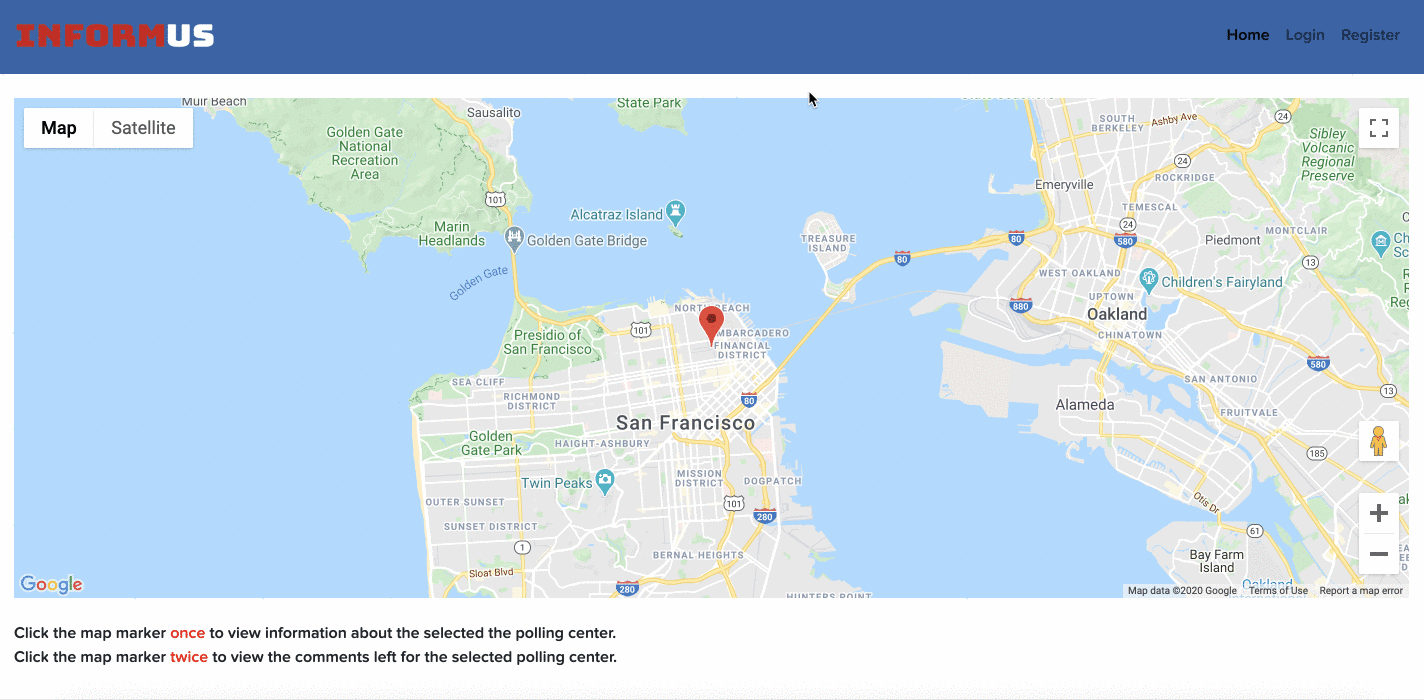 INFORMUS
Home Login Register
Map Satellite
Muir Beach
Sausalito
State Park
Golden Gate
National
Recreation
Area
101
Marin
Headlands
Alcatraz Island
Golden Gate Bridge
Golden Gate
TREASURE
ISLAND
80
80
SOUTH
BERKELEY
Ashby Ave
24
24
24
Sibley
Volcanic
Regional
Preserve
ROCKRIDGE
Emeryville
TEMESCAL
580
Piedmont
MONTCLAIR
13
WEST OAKLAND
Children's Fairyland
UPTOWN
880
Oakland
CHINATOWN
NORTH BEACH
EMBARCADERO
FINANCIAL
DISTRICT
101
Presidio of
San Francisco
SEA CLIFF
RICHMOND
DISTRICT
80
San Francisco
Golden
Gate Park
HAIGHT-ASHBURY
Twin Peaks
MISSION
DISTRICT
DOGPATCH
101
280
OUTER SUNSET
SUNSET DISTRICT
1
BERNAL HEIGHTS
Sloat Blvd
280
HUNTERS POINT
580
SAN ANTONIO
13
Alameda
FRUITVALE
185
Otis Dr
61
Bay Farm
Island
Oakland
Google
Map data ©2020 Google Terms of Use Report a map error
Click the map marker once to view information about the selected the polling center.
Click the map marker twice to view the comments left for the selected polling center.